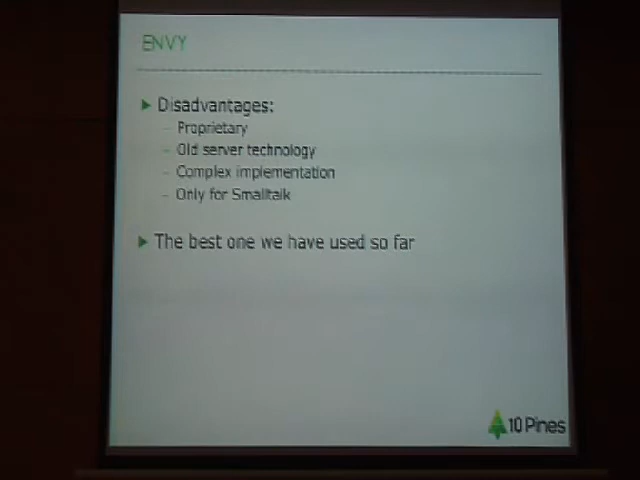 ENVY
Disadvantages:
– Proprietary
– Old server technology
– Complex implementation
– Only for Smalltalk
The best one we have used so far
10 Pines